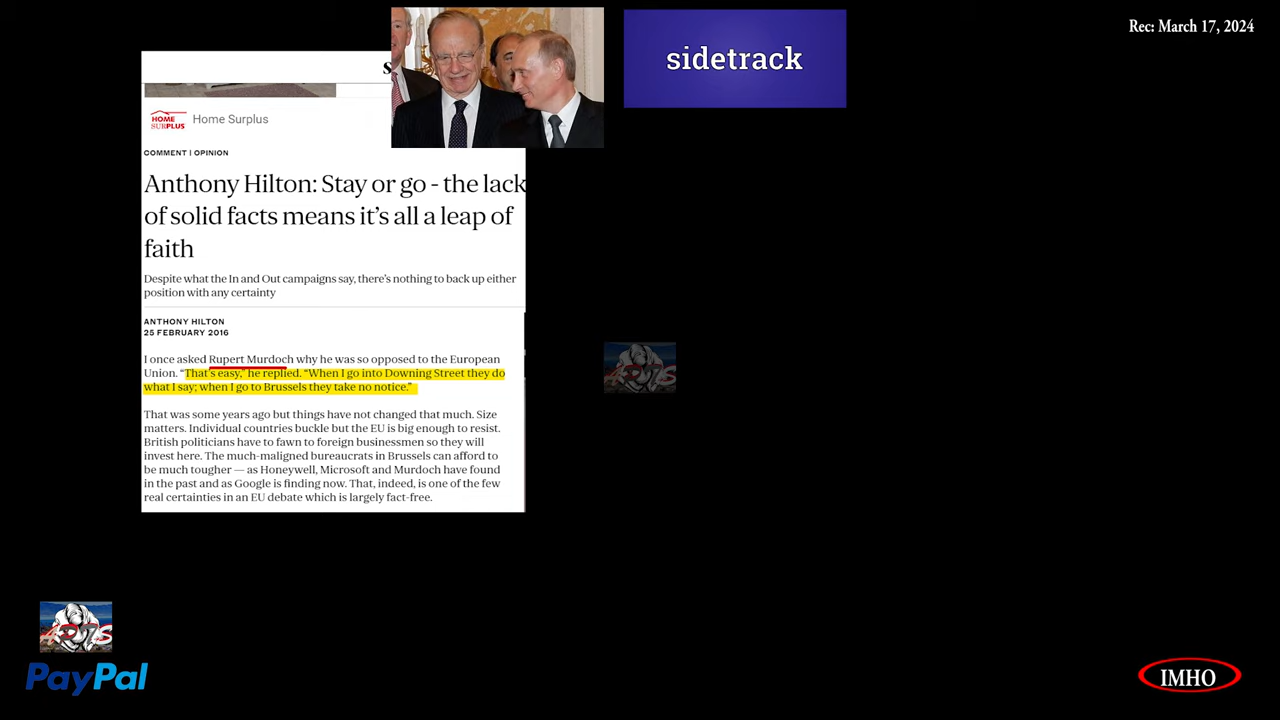 Rec: March 17, 2024
sidetrack
HOME
SURPLUS
Home Surplus
COMMENT | OPINION
Anthony Hilton: Stay or go - the lack
of solid facts means it's all a leap of
faith
Despite what the In and Out campaigns say, there's nothing to back up either
position with any certainty
ANTHONY HILTON
25 FEBRUARY 2016
I once asked Rupert Murdoch why he was so opposed to the European
Union. “That's easy,” he replied. “When I go into Downing Street they do
what I say; when I go to Brussels they take no notice.”
That was some years ago but things have not changed that much. Size
matters. Individual countries buckle but the EU is big enough to resist.
British politicians have to fawn to foreign businessmen so they will
invest here. The much-maligned bureaucrats in Brussels can afford to
be much tougher — as Honeywell, Microsoft and Murdoch have found
in the past and as Google is finding now. That, indeed, is one of the few
real certainties in an EU debate which is largely fact-free.
PayPal
IMHO